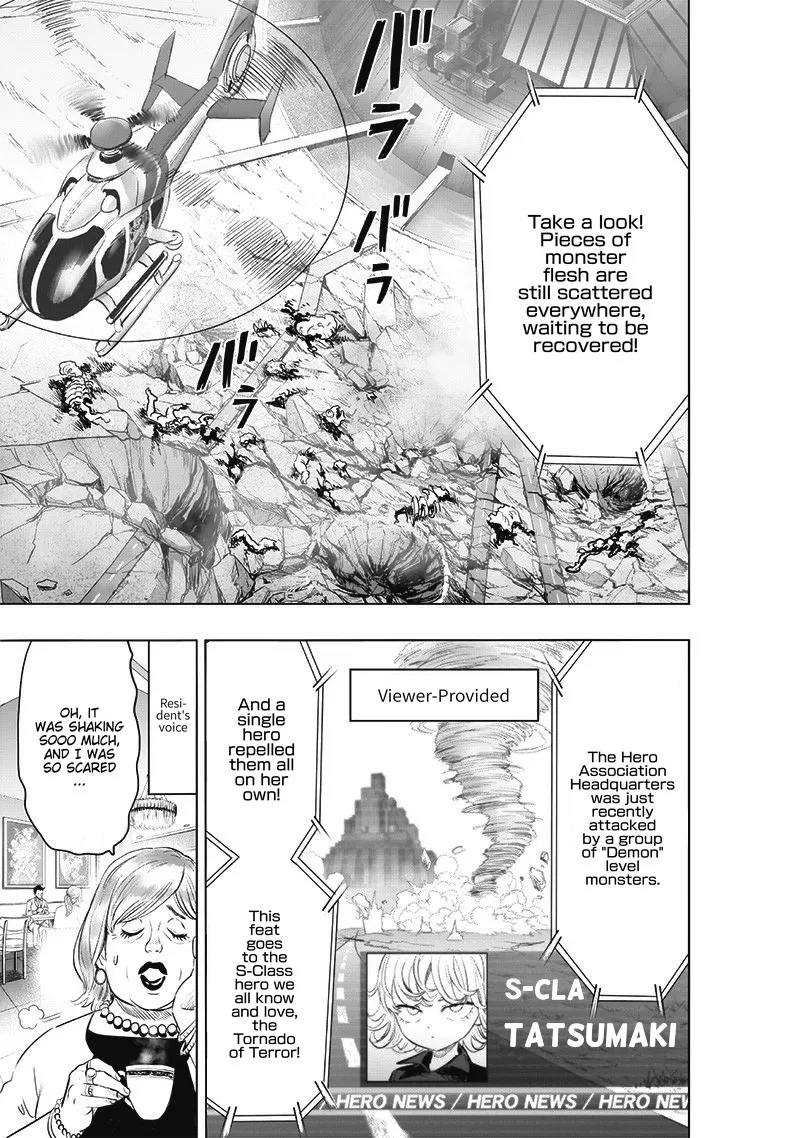 バ
ラ
バ
ラ
Take a look!
Pieces of
monster
flesh are
still scattered
everywhere,
waiting to be
recovered!
Viewer-Provided
The Hero
Association
Headquarters
was just
recently
attacked
by a group
of "Demon"
level
monsters.
And a
single
hero
repelled
them all
on her
own!
This
feat
goes
to the
S-Class
hero we
all know
and love,
the
Tornado
of Terror!
S-CLA
TATSUMAKI
HERO NEWS / HERO NEWS / HERO NEWS
Resi-
dent's
voice
OH, IT
WAS SHAKING
SOOO MUCH,
AND I WAS
SO SCARED
...